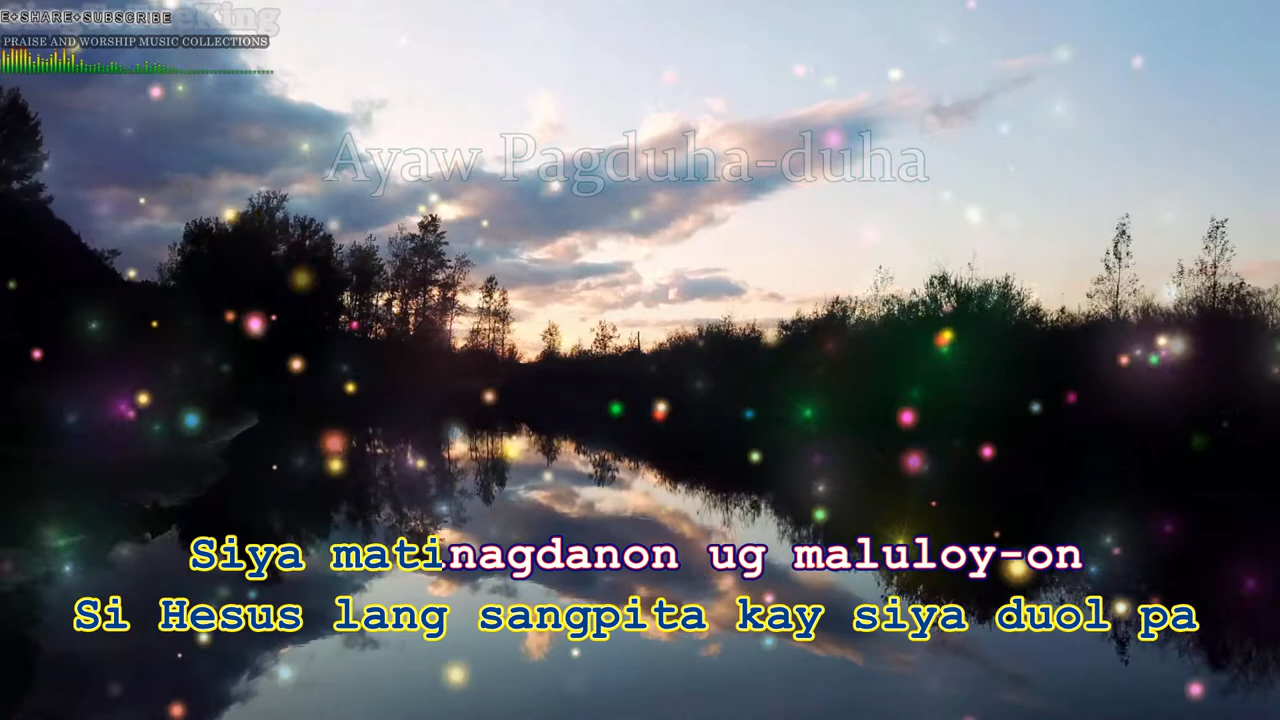 E+SHARE+SUBSCRIBE
PRAISE AND WORSHIP MUSIC COLLECTIONS
Ayaw Pagduha-duha
Siya matinagdanon ug maluloy-on
Si Hesus lang sangpita kay siya duol pa